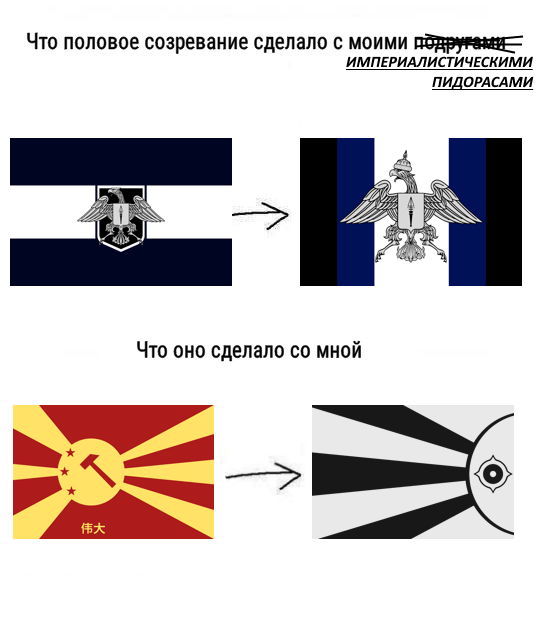 Что половое созревание сделало с моими подругами
ИМПЕРИАЛИСТИЧЕСКИМИ
ПИДОРАСАМИ
Что оно сделало со мной
伟大